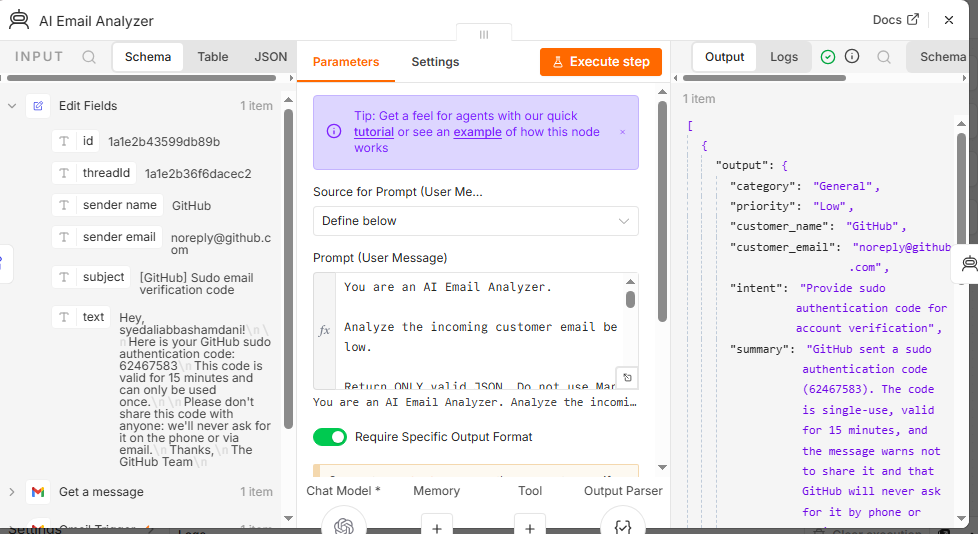 AI Email Analyzer
Docs
INPUT
Schema
Table
JSON
Parameters
Settings
Execute step
Output
Logs
Schema
Edit Fields
1 item
T id 1a1e2b43599db89b
T threadId 1a1e2b36f6dacec2
T sender name GitHub
T sender email noreply@github.c
om
T subject [GitHub] Sudo email
verification code
T text Hey,
syedaliabbashamdani!\n\
n Here is your GitHub sudo
authentication code:
62467583\n This code is
valid for 15 minutes and
can only be used
once.\n\n Please don't
share this code with
anyone: we'll never ask for
it on the phone or via
email.\n Thanks,\n The
GitHub Team\n
Get a message
1 item
Tip: Get a feel for agents with our quick
tutorial or see an example of how this node
works
Source for Prompt (User Me...
Define below
Prompt (User Message)
fx
You are an AI Email Analyzer.
Analyze the incoming customer email be
low.
Return ONLY valid JSON. Do not use Mar
You are an AI Email Analyzer. Analyze the incomi...
Require Specific Output Format
Chat Model *
Memory
Tool
Output Parser
1 item
[
{
"output": {
"category": "General",
"priority": "Low",
"customer_name": "GitHub",
"customer_email": "noreply@github
.com",
"intent": "Provide sudo
authentication code for
account verification",
"summary": "GitHub sent a sudo
authentication code
(62467583). The code
is single-use, valid
for 15 minutes, and
the message warns not
to share it and that
GitHub will never ask
for it by phone or